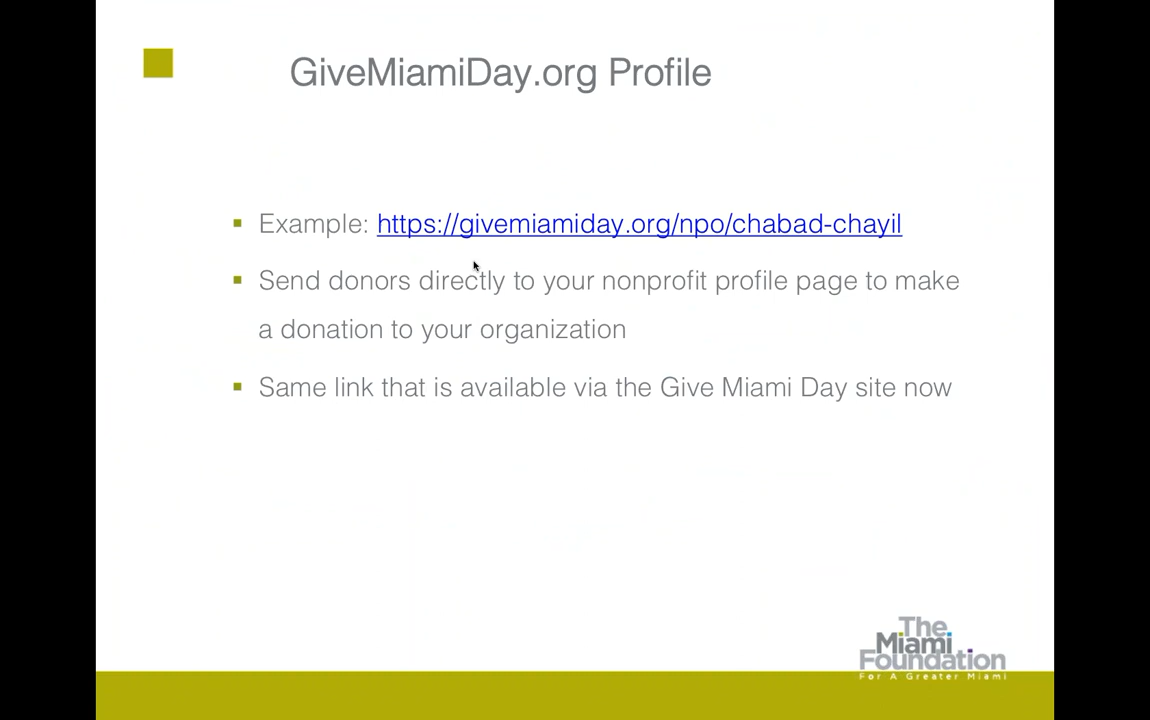 GiveMiamiDay.org Profile
Example: https://givemiamiday.org/npo/chabad-chayil
Send donors directly to your nonprofit profile page to make
a donation to your organization
Same link that is available via the Give Miami Day site now
The
Miami
Foundation
For A Greater Miami